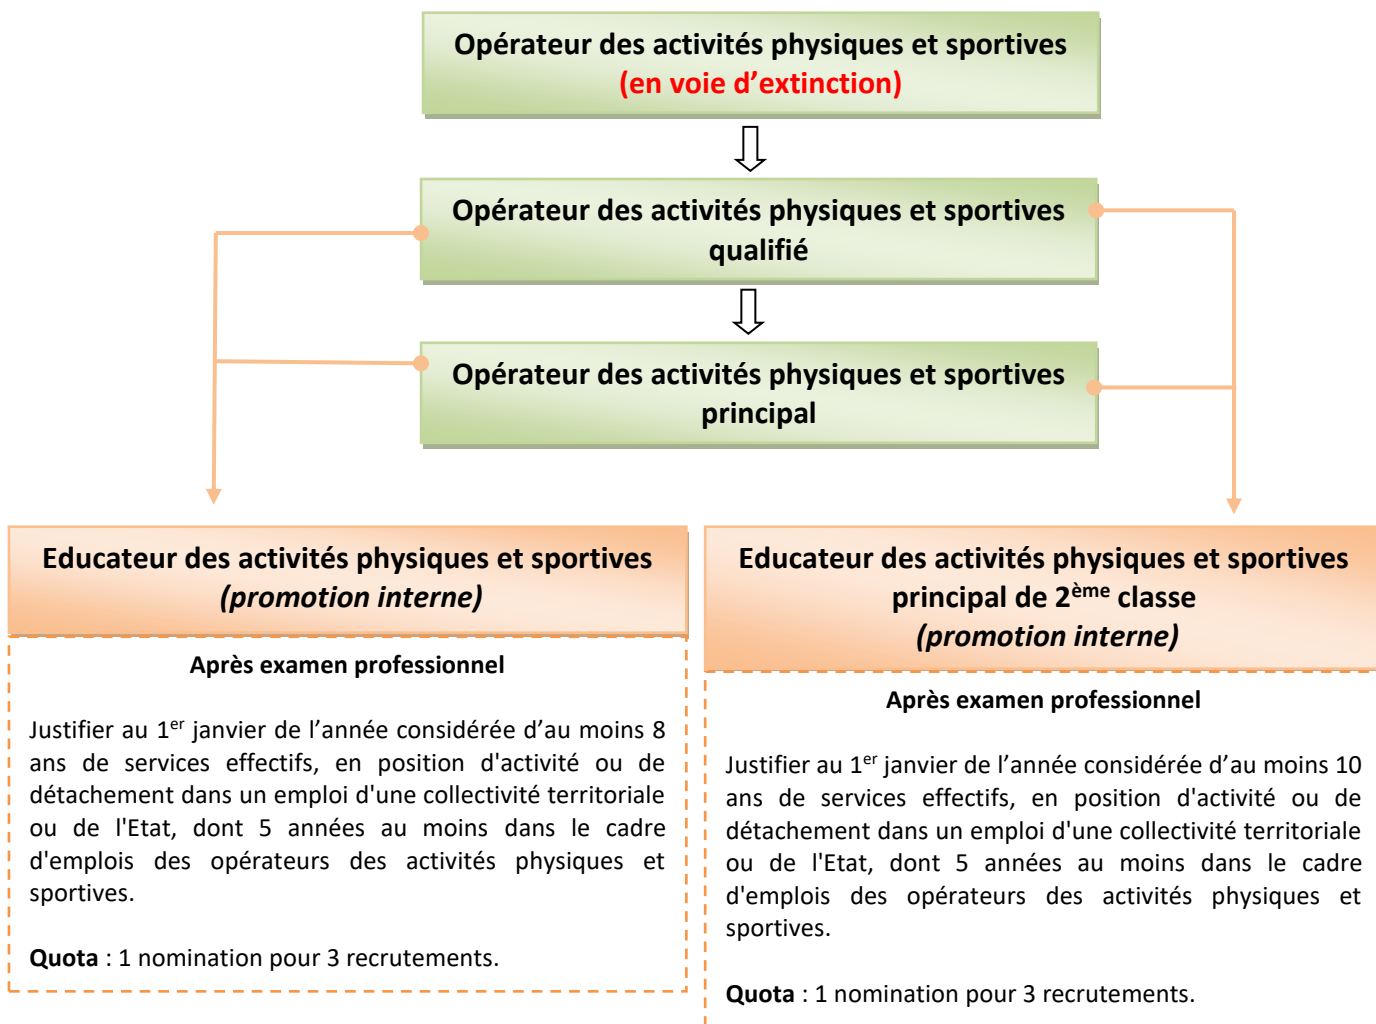 Opérateur des activités physiques et sportives
(en voie d’extinction)
Opérateur des activités physiques et sportives
qualifié
Opérateur des activités physiques et sportives
principal
Educateur des activités physiques et sportives
(promotion interne)
Après examen professionnel
Justifier au 1er janvier de l’année considérée d’au moins 8
ans de services effectifs, en position d'activité ou de
détachement dans un emploi d'une collectivité territoriale
ou de l'Etat, dont 5 années au moins dans le cadre
d'emplois des opérateurs des activités physiques et
sportives.
Quota : 1 nomination pour 3 recrutements.
Educateur des activités physiques et sportives
principal de 2ème classe
(promotion interne)
Après examen professionnel
Justifier au 1er janvier de l’année considérée d’au moins 10
ans de services effectifs, en position d'activité ou de
détachement dans un emploi d'une collectivité territoriale
ou de l'Etat, dont 5 années au moins dans le cadre
d'emplois des opérateurs des activités physiques et
sportives.
Quota : 1 nomination pour 3 recrutements.